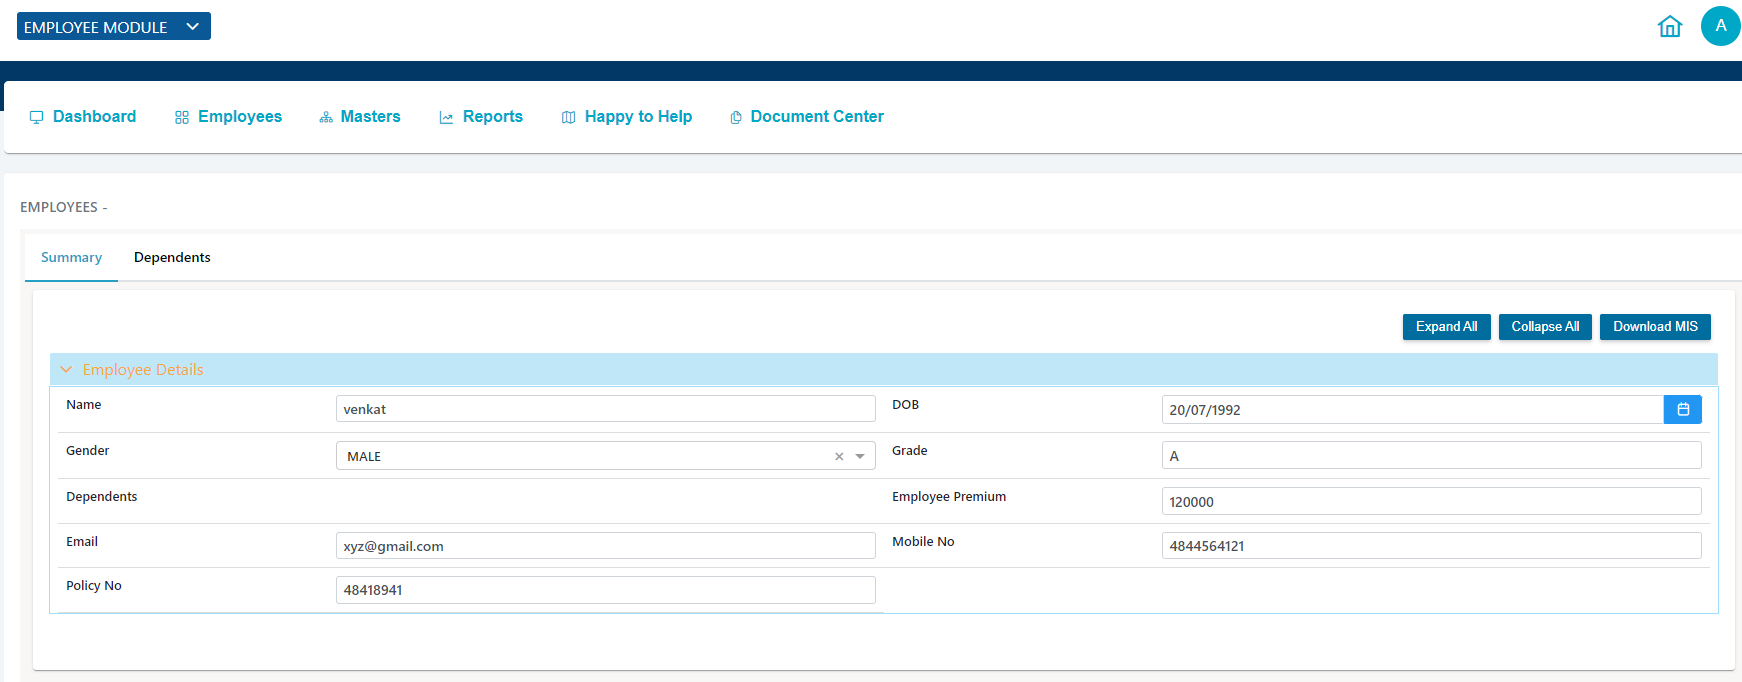 EMPLOYEE MODULE
A
Dashboard Employees Masters Reports Happy to Help Document Center
EMPLOYEES -
Summary Dependents
Expand All Collapse All Download MIS
Employee Details
Name venkat DOB 20/07/1992
Gender MALE Grade A
Dependents Employee Premium 120000
Email xyz@gmail.com Mobile No 4844564121
Policy No 48418941